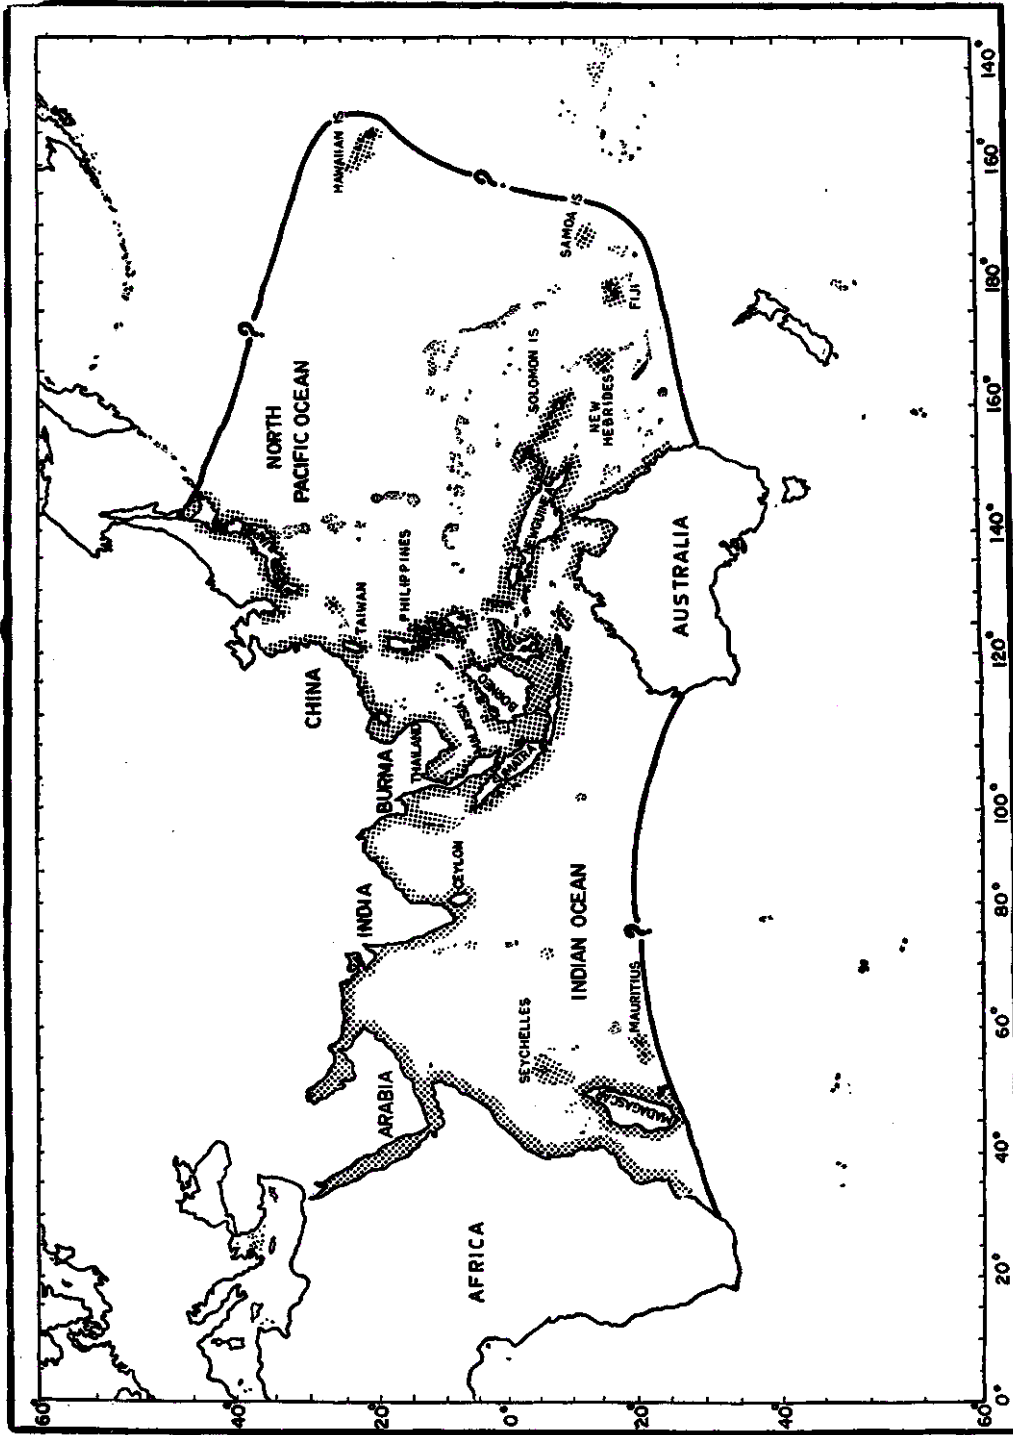 HAWAIIAN IS
?
?
?
SAMOA IS
FIJI
SOLOMON IS
NEW
HEBRIDES
NORTH
PACIFIC OCEAN
TAIWAN
PHILIPPINES
CHINA
BURMA
THAILAND
BORNEO
AUSTRALIA
INDIA
CEYLON
INDIAN OCEAN
SEYCHELLES
MAURITIUS
MADAGASCAR
ARABIA
AFRICA
60°
40°
20°
0°
20°
40°
60°
0°
20°
40°
60°
80°
100°
120°
140°
160°
180°
160°
140°